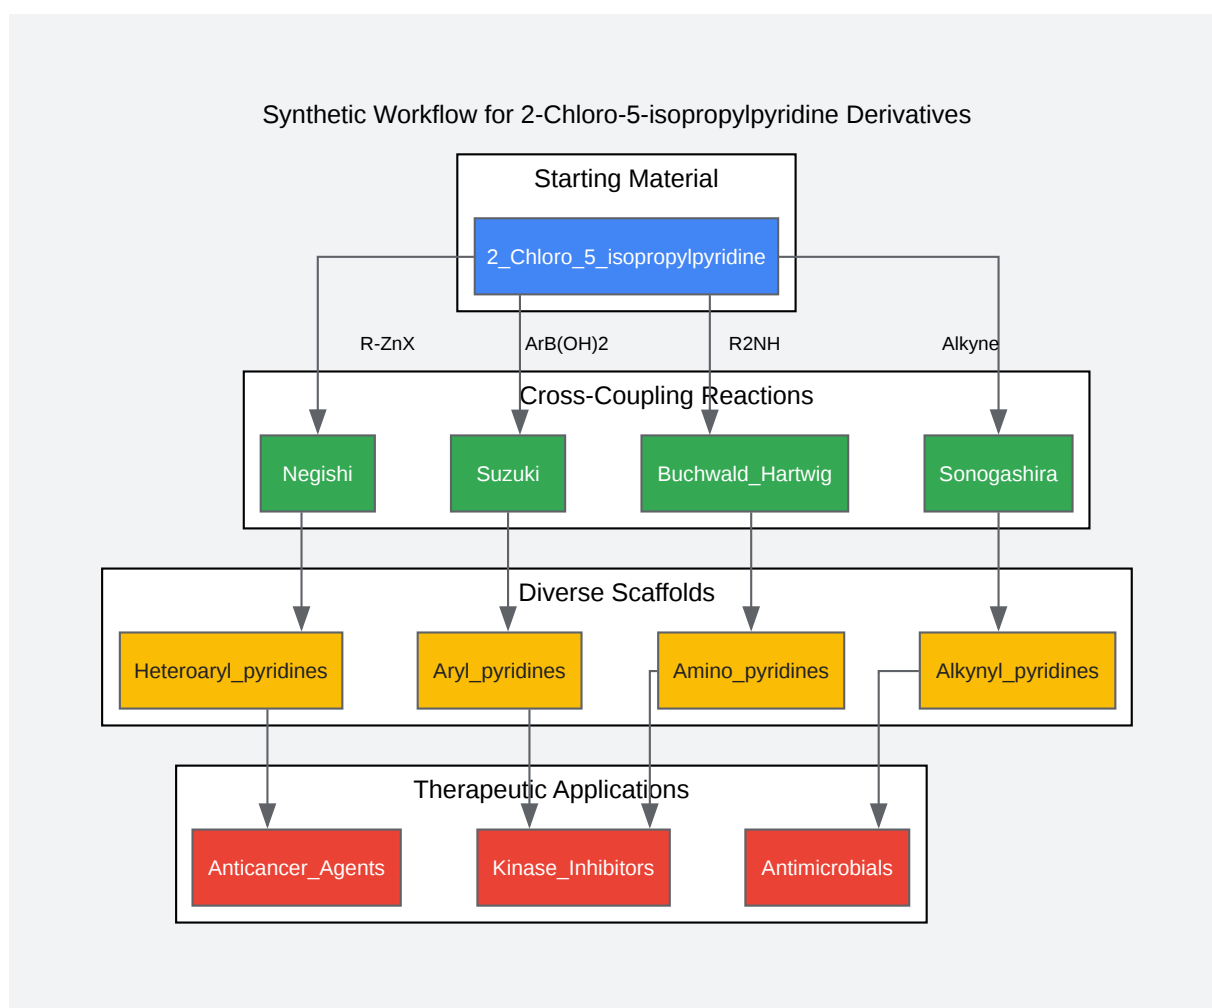 Synthetic Workflow for 2-Chloro-5-isopropylpyridine Derivatives
Starting Material
2_Chloro_5_isopropylpyridine
R-ZnX
ArB(OH)2
R2NH
Alkyne
Cross-Coupling Reactions
Negishi
Suzuki
Buchwald_Hartwig
Sonogashira
Diverse Scaffolds
Heteroaryl_pyridines
Aryl_pyridines
Amino_pyridines
Alkynyl_pyridines
Therapeutic Applications
Anticancer_Agents
Kinase_Inhibitors
Antimicrobials